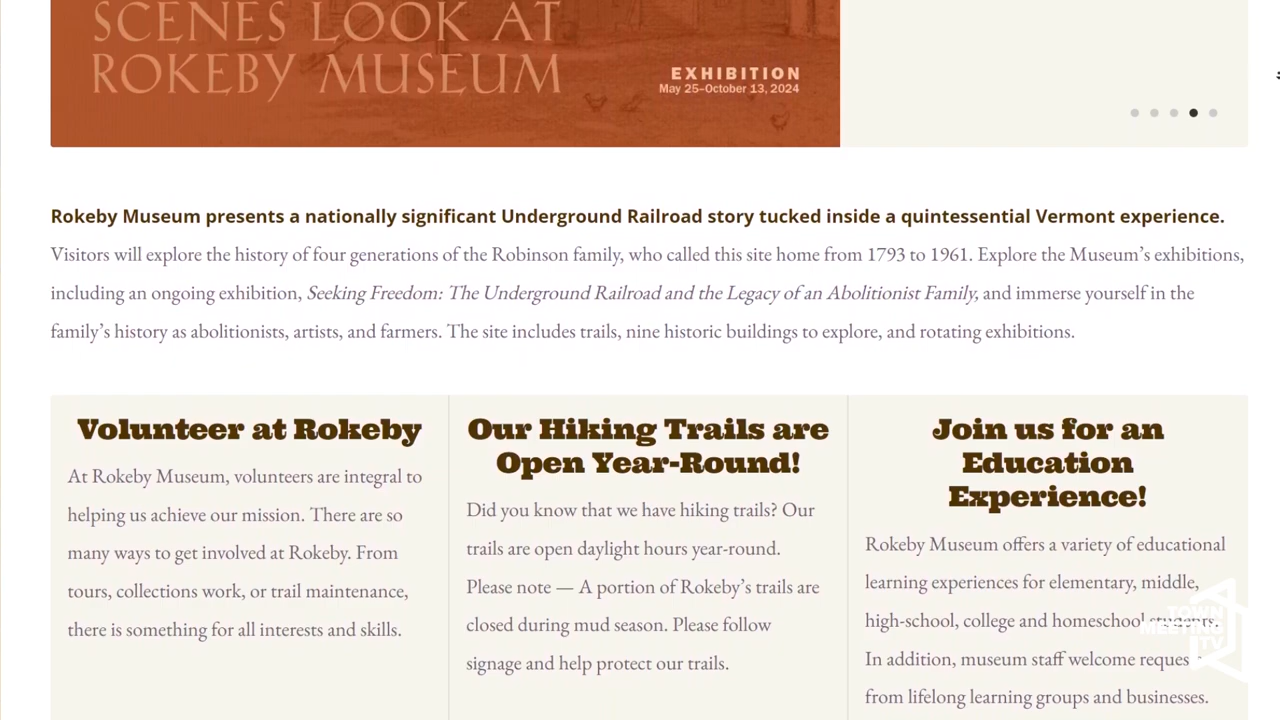 SCENES LOOK AT
ROKEBY MUSEUM
EXHIBITION
May 25–October 13, 2024
Rokeby Museum presents a nationally significant Underground Railroad story tucked inside a quintessential Vermont experience.
Visitors will explore the history of four generations of the Robinson family, who called this site home from 1793 to 1961. Explore the Museum’s exhibitions,
including an ongoing exhibition, Seeking Freedom: The Underground Railroad and the Legacy of an Abolitionist Family, and immerse yourself in the
family’s history as abolitionists, artists, and farmers. The site includes trails, nine historic buildings to explore, and rotating exhibitions.
Volunteer at Rokeby
At Rokeby Museum, volunteers are integral to
helping us achieve our mission. There are so
many ways to get involved at Rokeby. From
tours, collections work, or trail maintenance,
there is something for all interests and skills.
Our Hiking Trails are
Open Year-Round!
Did you know that we have hiking trails? Our
trails are open daylight hours year-round.
Please note — A portion of Rokeby’s trails are
closed during mud season. Please follow
signage and help protect our trails.
Join us for an
Education
Experience!
Rokeby Museum offers a variety of educational
learning experiences for elementary, middle,
high-school, college and homeschool students.
In addition, museum staff welcome
from lifelong learning groups and businesses.
TOWN
MEETING
TV